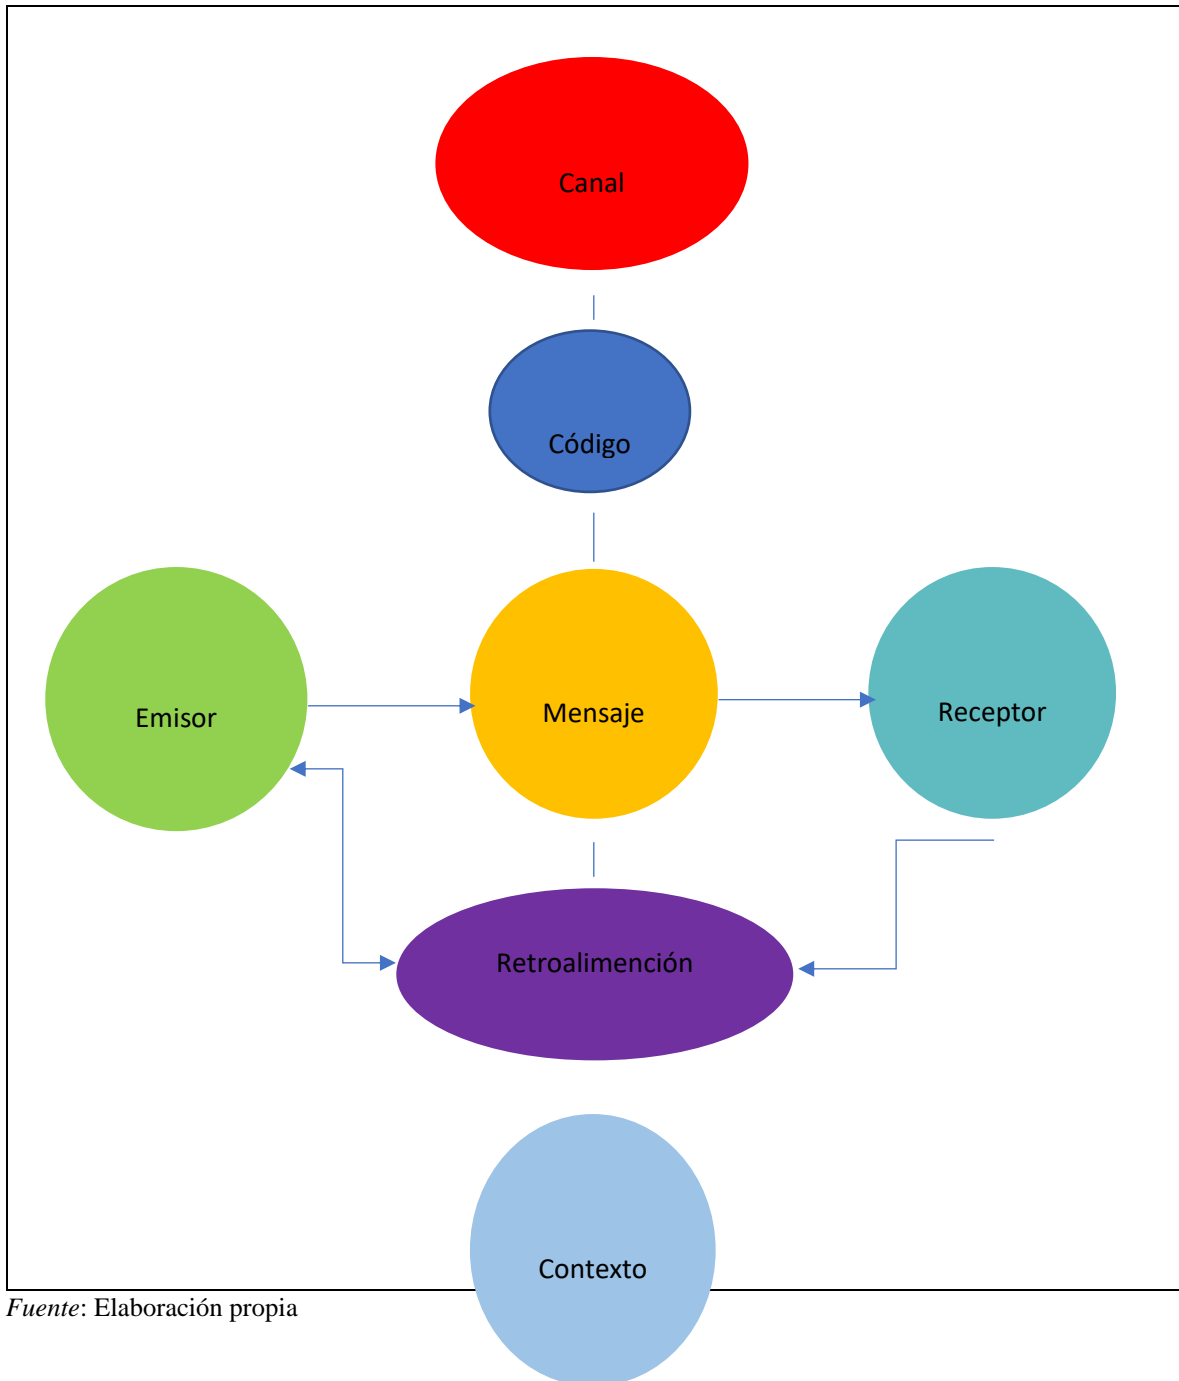 Canal
Código
Emisor
Mensaje
Receptor
Retroalimención
Contexto
Fuente: Elaboración propia